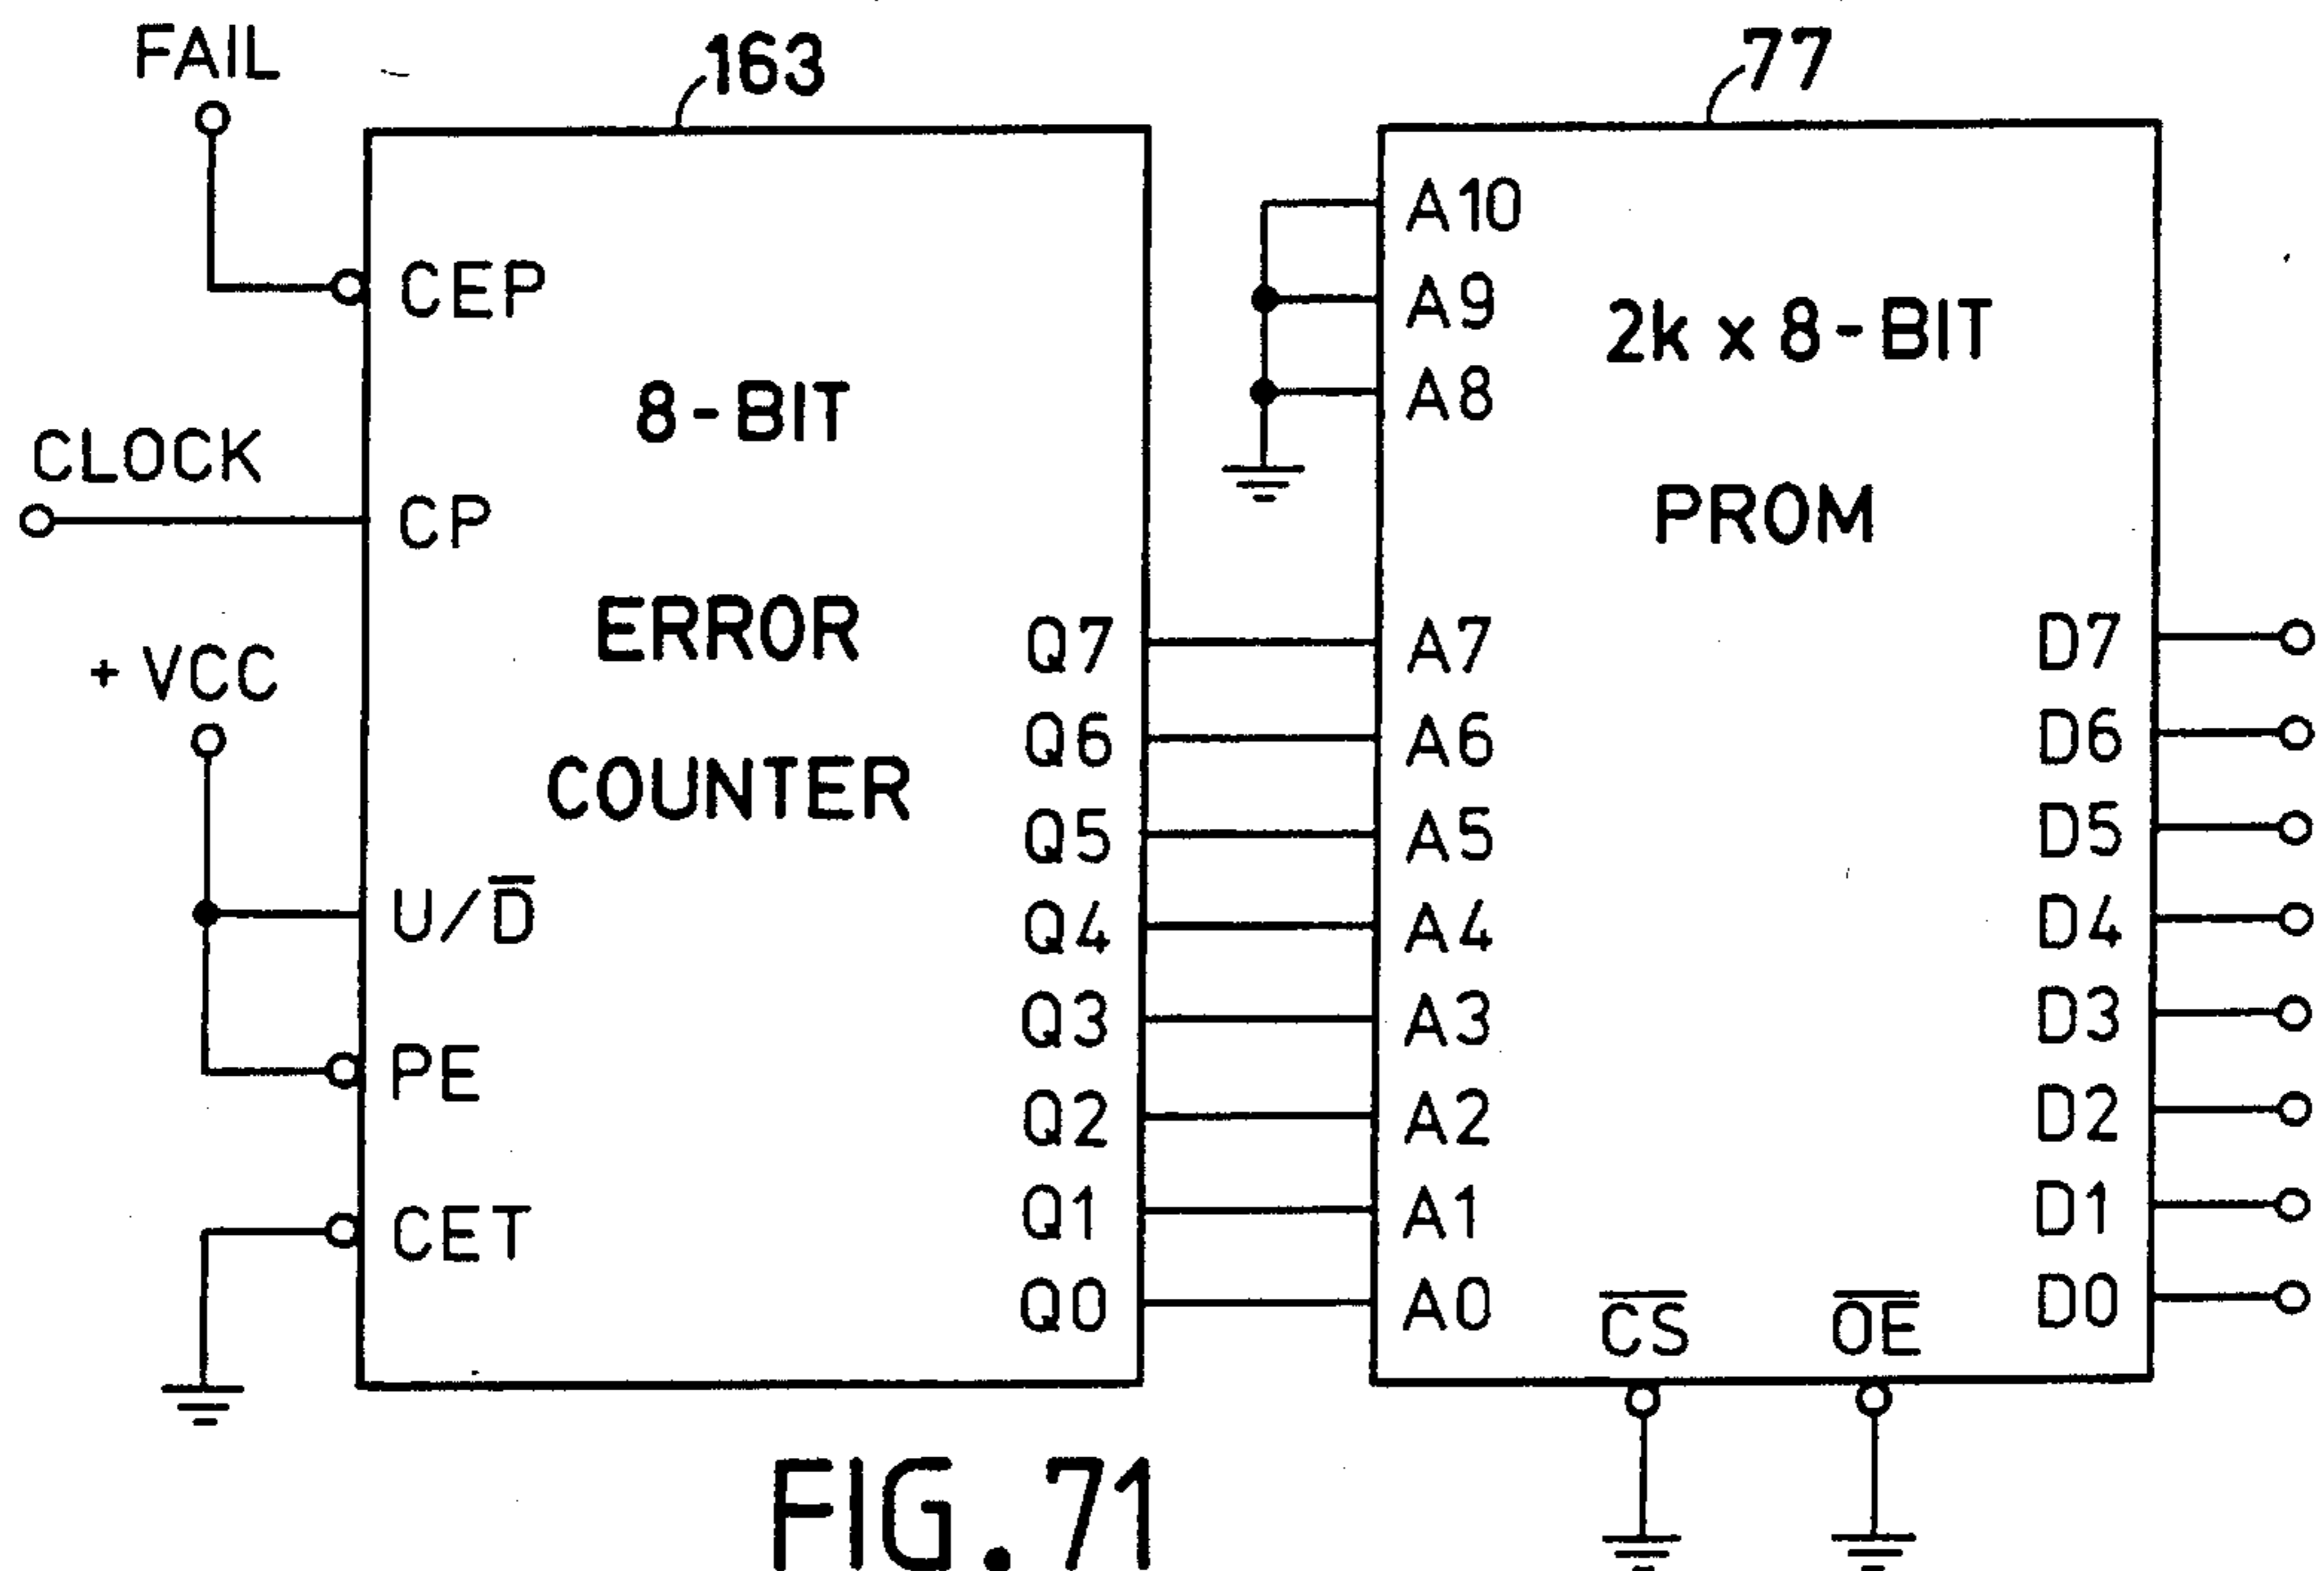 FAIL
163
77
CEP
8-BIT
CLOCK
CP
ERROR
+ VCC
COUNTER
U/D̅
PE
CET
Q7
Q6
Q5
Q4
Q3
Q2
Q1
Q0
A10
A9
A8
2k x 8-BIT
PROM
A7
A6
A5
A4
A3
A2
A1
A0
D7
D6
D5
D4
D3
D2
D1
D0
C̅S̅
O̅E̅
FIG. 71